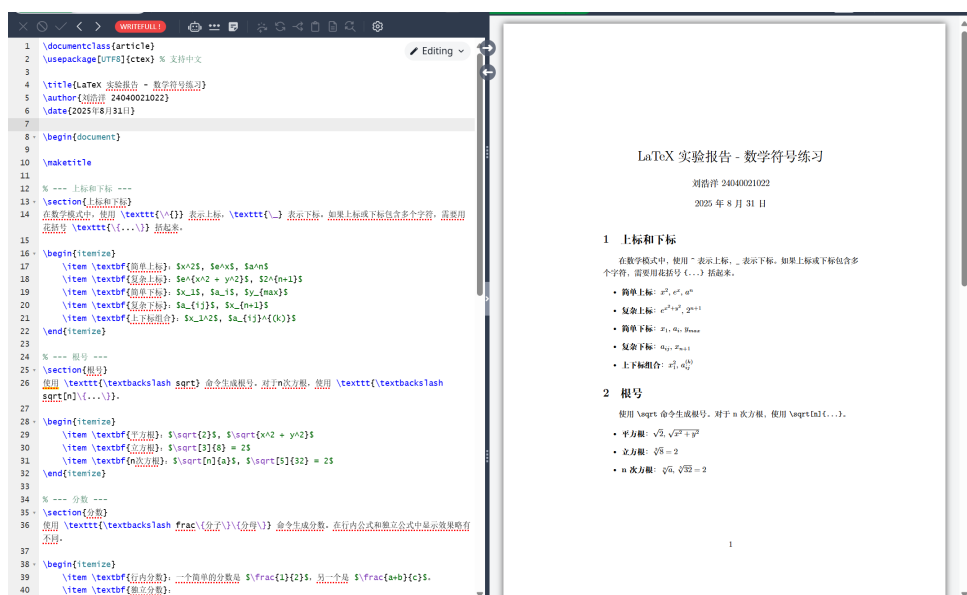 WRITEFULL !
Editing
1 \documentclass{article}
2 \usepackage[UTF8]{ctex} % 支持中文
3
4 \title{LaTeX 实验报告 - 数学符号练习}
5 \author{刘浩洋 24040021022}
6 \date{2025年8月31日}
7
8 \begin{document}
9
10 \maketitle
11
12 % --- 上标和下标 ---
13 \section{上标和下标}
14 在数学模式中，使用 \texttt{\^{}} 表示上标，\texttt{\_} 表示下标。如果上标或下标包含多个字符，需要用
花括号 \texttt{\{...\}} 括起来。
15
16 \begin{itemize}
17 \item \textbf{简单上标}：$x^2$, $e^x$, $a^n$
18 \item \textbf{复杂上标}：$e^{x^2 + y^2}$, $2^{n+1}$
19 \item \textbf{简单下标}：$x_1$, $a_i$, $y_{max}$
20 \item \textbf{复杂下标}：$a_{ij}$, $x_{n+1}$
21 \item \textbf{上下标组合}：$x_1^2$, $a_{ij}^{(k)}$
22 \end{itemize}
23
24 % --- 根号 ---
25 \section{根号}
26 使用 \texttt{\textbackslash sqrt} 命令生成根号。对于n次方根，使用 \texttt{\textbackslash
sqrt[n]\{...\}}.
27
28 \begin{itemize}
29 \item \textbf{平方根}：$\sqrt{2}$, $\sqrt{x^2 + y^2}$
30 \item \textbf{立方根}：$\sqrt[3]{8} = 2$
31 \item \textbf{n次方根}：$\sqrt[n]{a}$, $\sqrt[5]{32} = 2$
32 \end{itemize}
33
34 % --- 分数 ---
35 \section{分数}
36 使用 \texttt{\textbackslash frac\{分子\}\{分母\}} 命令生成分数。在行内公式和独立公式中显示效果略有
不同。
37
38 \begin{itemize}
39 \item \textbf{行内分数}：一个简单的分数是 $\frac{1}{2}$，另一个是 $\frac{a+b}{c}$。
40 \item \textbf{独立分数}：
LaTeX 实验报告 - 数学符号练习
刘浩洋 24040021022
2025 年 8 月 31 日
1 上标和下标
在数学模式中，使用 ^ 表示上标，_ 表示下标。如果上标或下标包含多
个字符，需要用花括号 {...} 括起来。
• 简单上标：x², eˣ, aⁿ
• 复杂上标：e^{x²+y²}, 2ⁿ⁺¹
• 简单下标：x₁, aᵢ, y_{max}
• 复杂下标：a_{ij}, x_{n+1}
• 上下标组合：x_1^2, a_{ij}^{(k)}
2 根号
使用 \sqrt 命令生成根号。对于 n 次方根，使用 \sqrt[n]{...}。
• 平方根：√2, √(x² + y²)
• 立方根：∛8 = 2
• n 次方根：ⁿ√a, ⁵√32 = 2
1